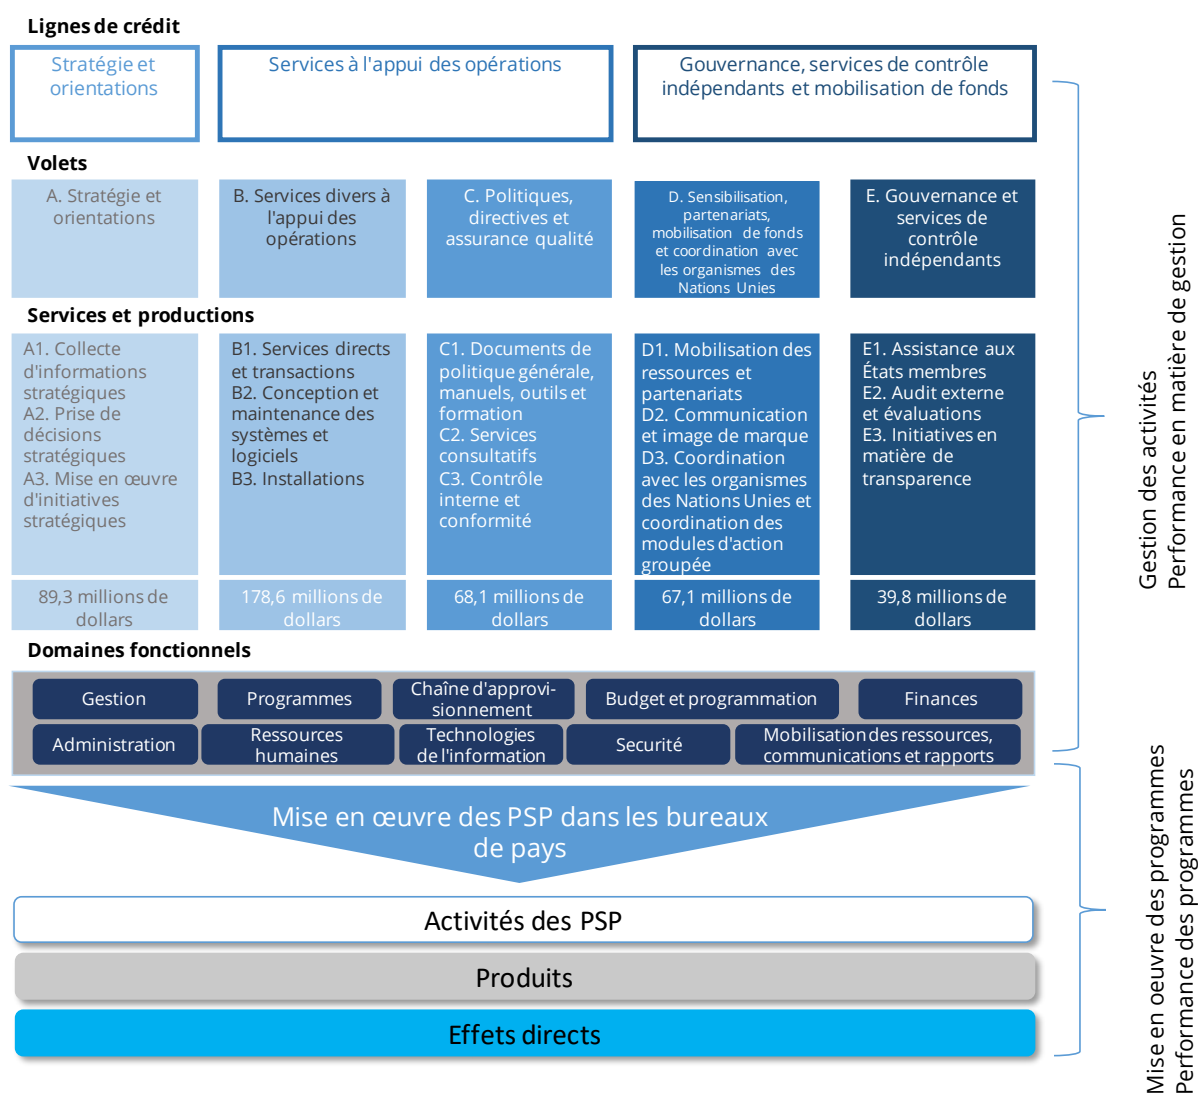 Lignes de crédit
Stratégie et
orientations
Services à l'appui des opérations
Gouvernance, services de contrôle
indépendants et mobilisation de fonds
Volets
A. Stratégie et
orientations
B. Services divers à
l'appui des
opérations
C. Politiques,
directives et
assurance qualité
D. Sensibilisation,
partenariats,
mobilisation de fonds
et coordination avec
les organismes des
Nations Unies
E. Gouvernance et
services de
contrôle
indépendants
Services et productions
A1. Collecte
d'informations
stratégiques
A2. Prise de
décisions
stratégiques
A3. Mise en œuvre
d'initiatives
stratégiques
B1. Services directs
et transactions
B2. Conception et
maintenance des
systèmes et
logiciels
B3. Installations
C1. Documents de
politique générale,
manuels, outils et
formation
C2. Services
consultatifs
C3. Contrôle
interne et
conformité
D1. Mobilisation des
ressources et
partenariats
D2. Communication
et image de marque
D3. Coordination
avec les organismes
des Nations Unies et
coordination des
modules d'action
groupée
E1. Assistance aux
États membres
E2. Audit externe
et évaluations
E3. Initiatives en
matière de
transparence
89,3 millions de
dollars
178,6 millions de
dollars
68,1 millions de
dollars
67,1 millions de
dollars
39,8 millions de
dollars
Domaines fonctionnels
Gestion
Programmes
Chaîne d'approvi-
sionnement
Budget et programmation
Finances
Administration
Ressources
humaines
Technologies
de l'information
Securité
Mobilisation des ressources,
communications et rapports
Mise en œuvre des PSP dans les bureaux
de pays
Activités des PSP
Produits
Effets directs
Gestion des activités
Performance en matière de gestion
Mise en oeuvre des programmes
Performance des programmes